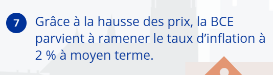 7 Grâce à la hausse des prix, la BCE
parvient à ramener le taux d’inflation à
2 % à moyen terme.